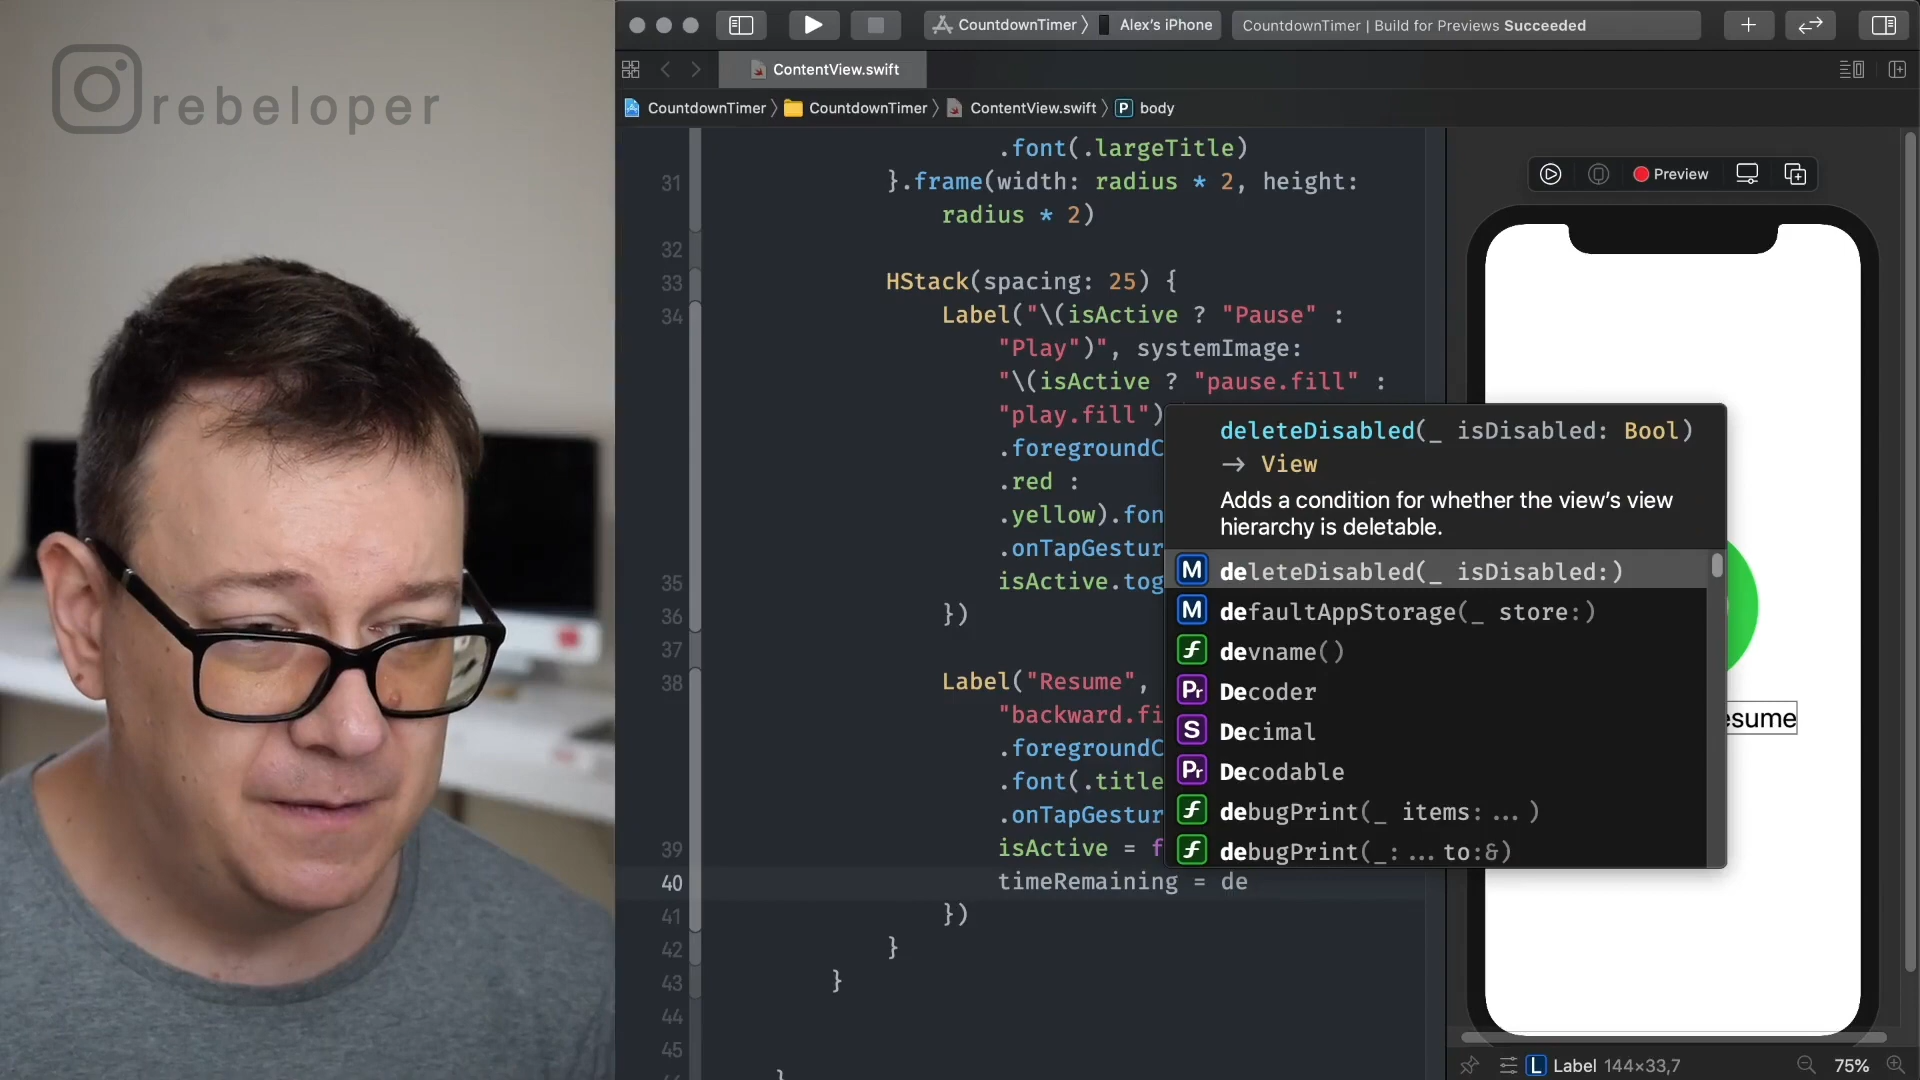 rebeloper
CountdownTimer 〉 Alex's iPhone
CountdownTimer | Build for Previews Succeeded
ContentView.swift
CountdownTimer 〉 CountdownTimer 〉 ContentView.swift 〉 P body
.font(.largeTitle)
31 }.frame(width: radius * 2, height:
radius * 2)
32
33 HStack(spacing: 25) {
34 Label("\(isActive ? "Pause" :
"Play")", systemImage:
"\(isActive ? "pause.fill" :
"play.fill")
.foregroundC
.red :
.yellow).fon
.onTapGestur
35 isActive.tog
36 })
37
38 Label("Resume",
"backward.fi
.foregroundC
.font(.title
.onTapGestur
39 isActive = f
40 timeRemaining = de
41 })
42 }
43 }
44
45
deleteDisabled(_ isDisabled: Bool)
→ View
Adds a condition for whether the view's view
hierarchy is deletable.
M deleteDisabled(_ isDisabled:)
M defaultAppStorage(_ store:)
f devname()
Pr Decoder
S Decimal
Pr Decodable
f debugPrint(_ items: ... )
f debugPrint(_: ... to:&)
Preview
esume
L Label 144×33,7
75%